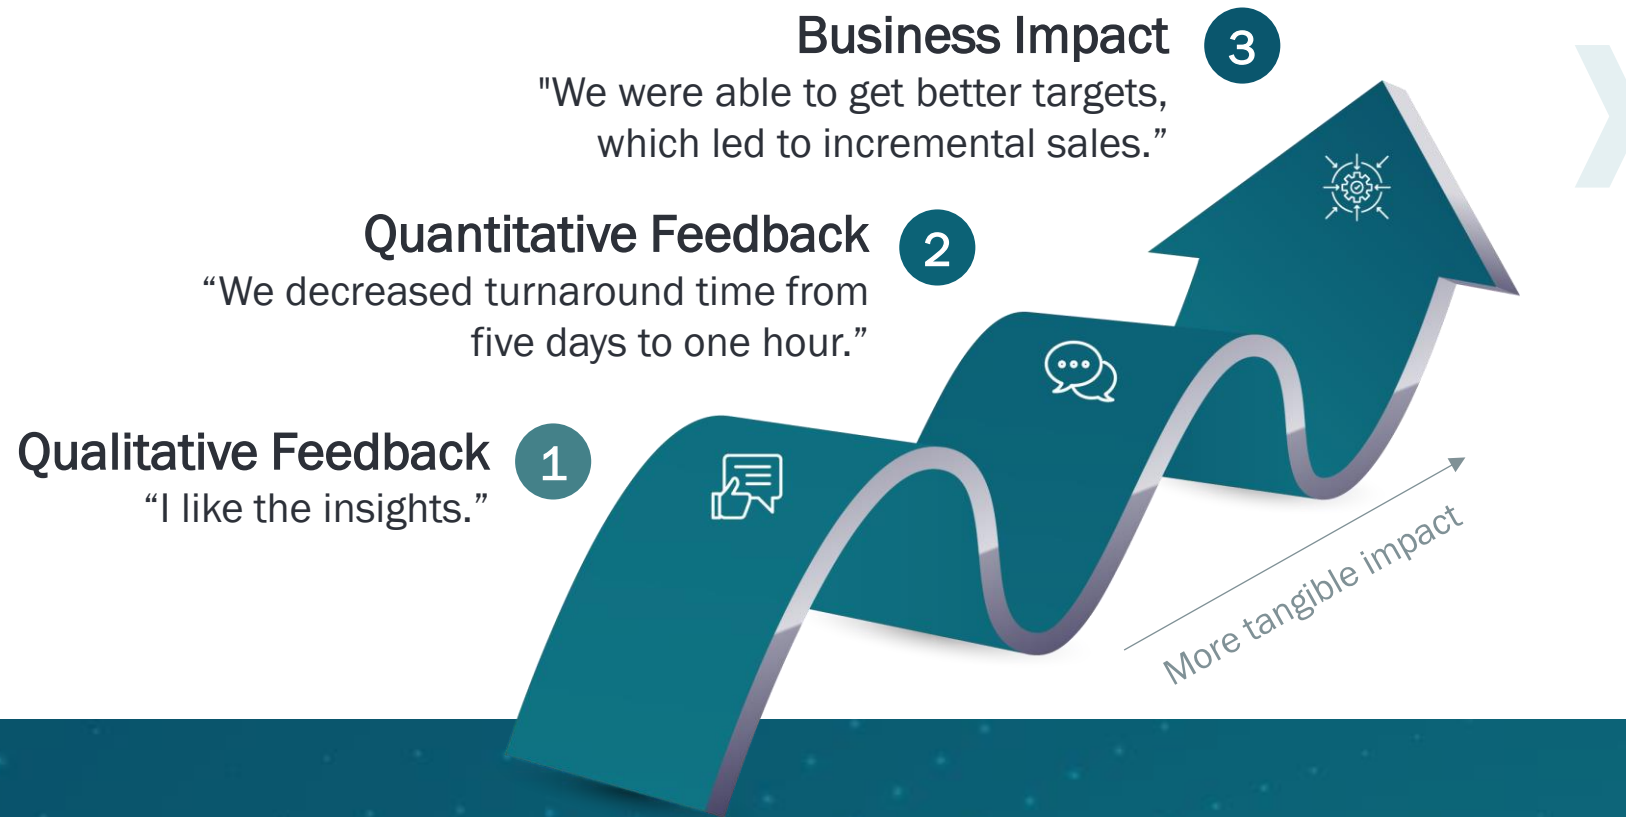 Business Impact
3
"We were able to get better targets,
which led to incremental sales.”
Quantitative Feedback
2
“We decreased turnaround time from
five days to one hour.”
Qualitative Feedback
1
“I like the insights.”
More tangible impact